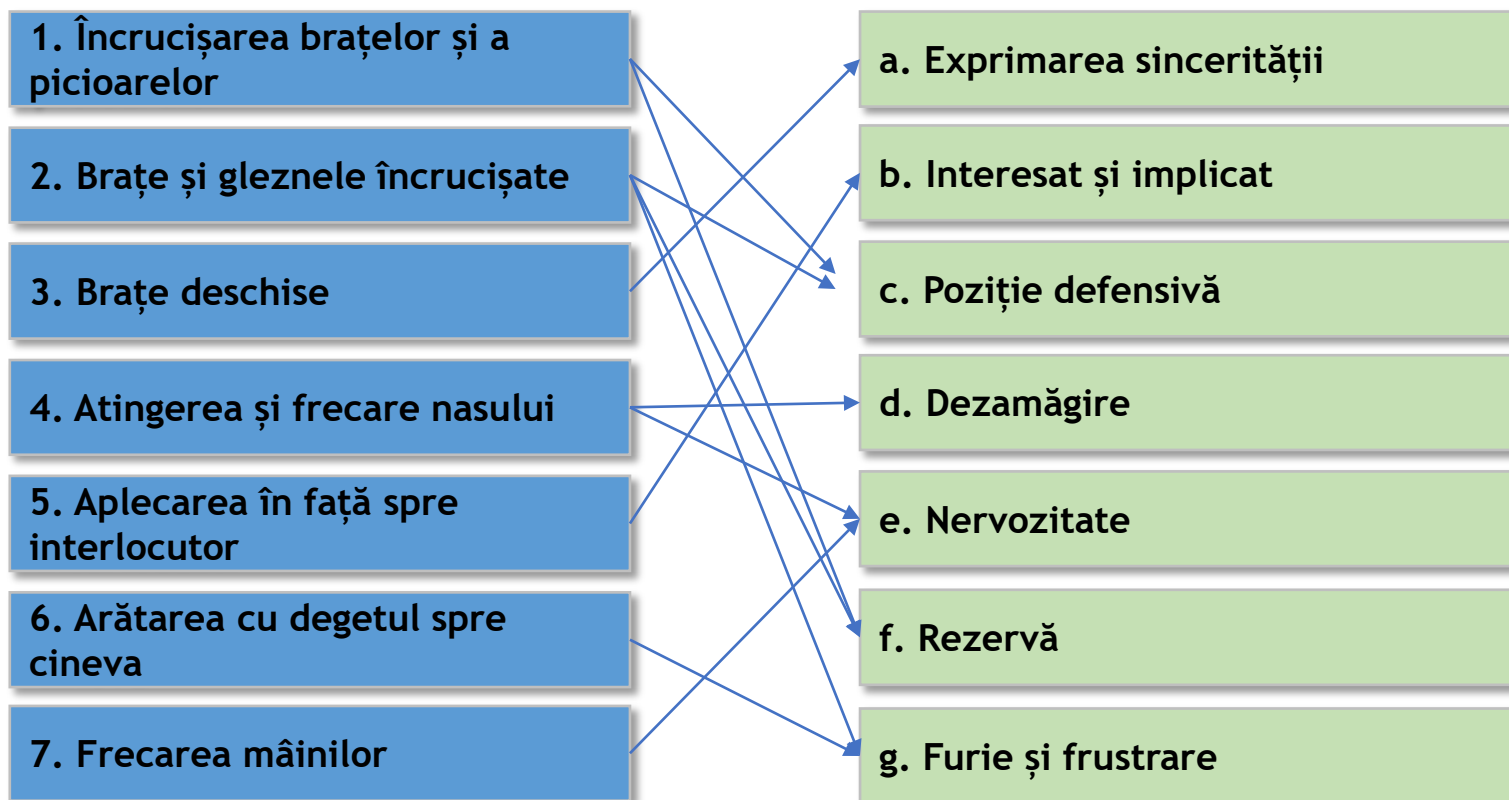 1. Încrucișarea brațelor și a
picioarelor
2. Brațe și gleznele încrucișate
3. Brațe deschise
4. Atingerea și frecare nasului
5. Aplecarea în față spre
interlocutor
6. Arătarea cu degetul spre
cineva
7. Frecarea mâinilor
a. Exprimarea sincerității
b. Interesat și implicat
c. Poziție defensivă
d. Dezamăgire
e. Nervozitate
f. Rezervă
g. Furie și frustrare